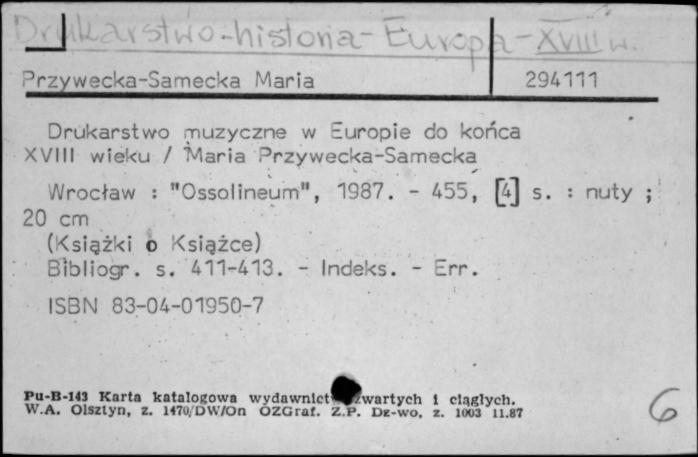 Drukarstwo-historia-Europa-XVIII w.
Przywecka-Samecka Maria 294111
Drukarstwo muzyczne w Europie do końca
XVIII wieku / Maria Przywecka-Samecka
Wrocław : "Ossolineum", 1987. - 455, [4] s. : nuty ;
20 cm
(Książki o Książce)
Bibliogr. s. 411-413. - Indeks. - Err.
ISBN 83-04-01950-7
Pu-B-143 Karta katalogowa wydawnict zwartych i ciągłych.
W.A. Olsztyn, z. 1470/DW/On OZGraf. Z.P. Dz-wo, z. 1003 11.87
6